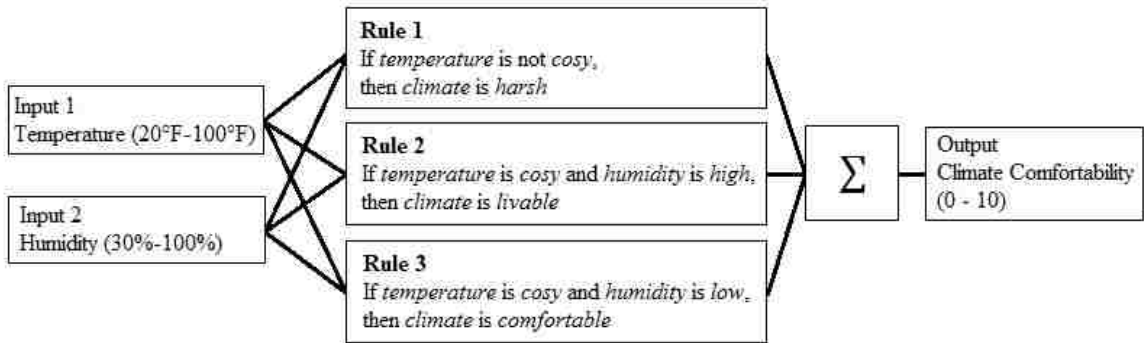 Input 1
Temperature (20°F-100°F)
Input 2
Humidity (30%-100%)
Rule 1
If temperature is not cosy,
then climate is harsh
Rule 2
If temperature is cosy and humidity is high,
then climate is livable
Rule 3
If temperature is cosy and humidity is low,
then climate is comfortable
Σ
Output
Climate Comfortability
(0 - 10)